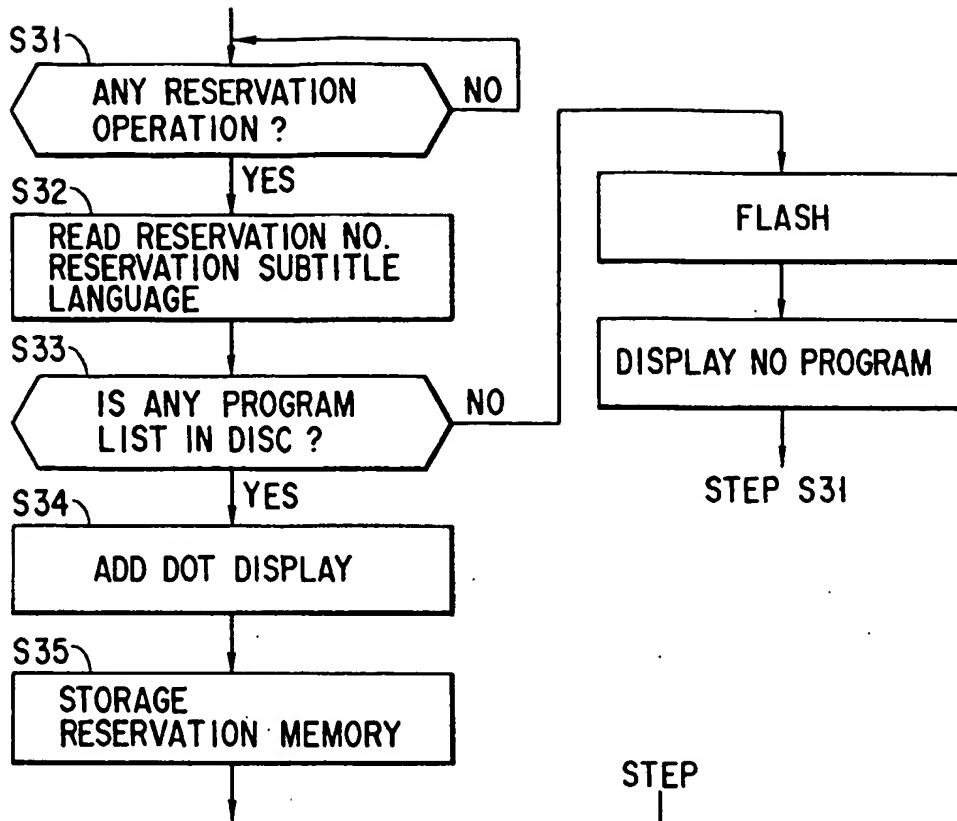 S31
ANY RESERVATION
OPERATION ?
NO
YES
S32
READ RESERVATION NO.
RESERVATION SUBTITLE
LANGUAGE
S33
IS ANY PROGRAM
LIST IN DISC ?
NO
YES
S34
ADD DOT DISPLAY
S35
STORAGE
RESERVATION MEMORY
FLASH
DISPLAY NO PROGRAM
STEP S31
STEP